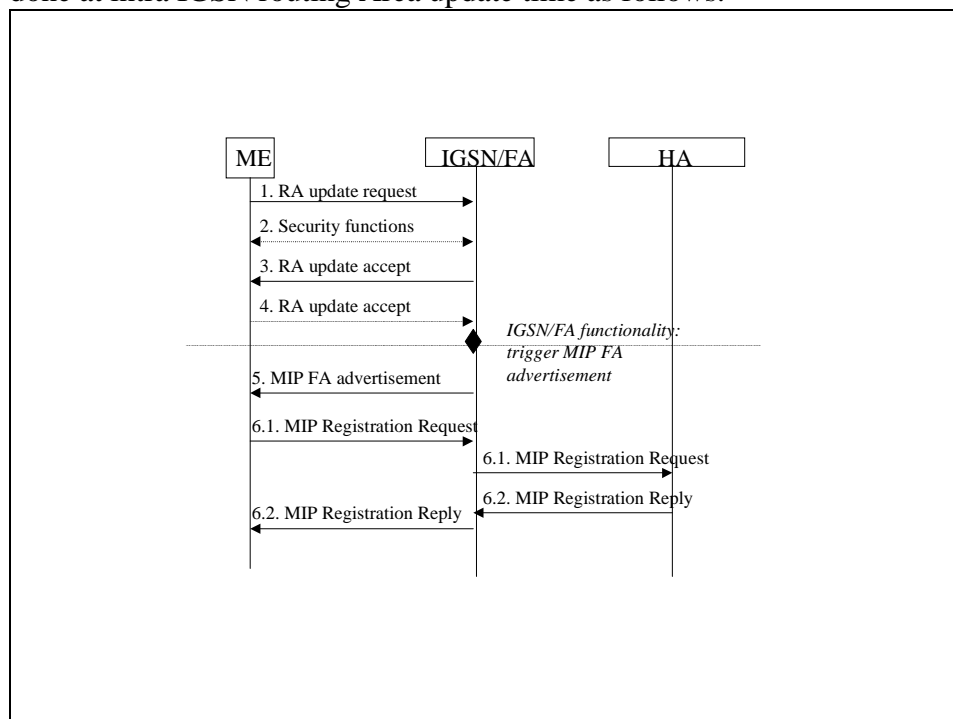 done at intra IGSN routing Area update time as follows.
ME IGSN/FA HA
1. RA update request
2. Security functions
3. RA update accept
4. RA update accept
IGSN/FA functionality:
trigger MIP FA
advertisement
5. MIP FA advertisement
6.1. MIP Registration Request
6.1. MIP Registration Request
6.2. MIP Registration Reply
6.2. MIP Registration Reply